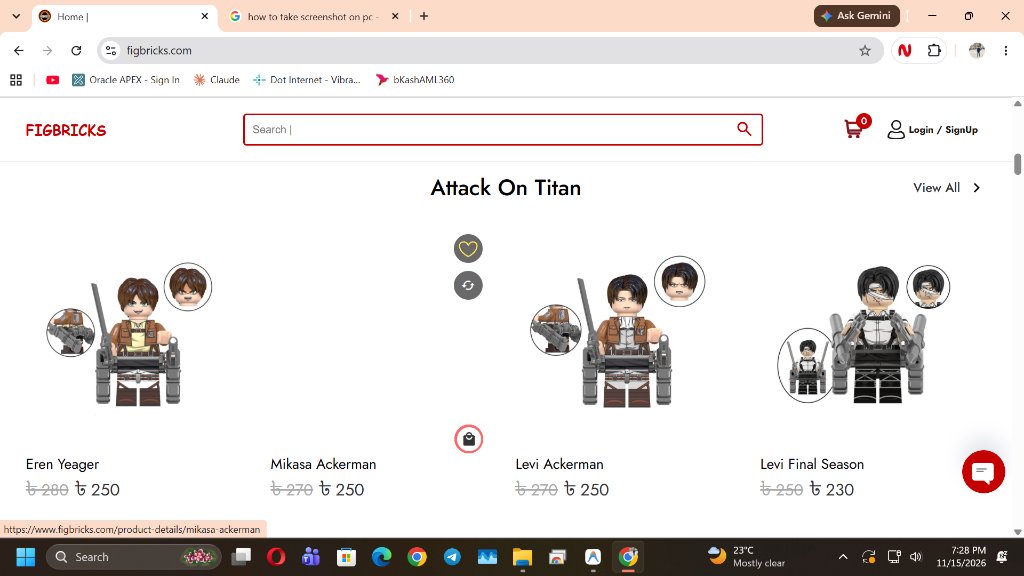 Home |
how to take screenshot on pc -
Ask Gemini
figbricks.com
Oracle APEX - Sign In
Claude
Dot Internet - Vibra...
bKashAML360
FIGBRICKS
Search |
0
Login / SignUp
Attack On Titan
View All
Eren Yeager
Mikasa Ackerman
Levi Ackerman
Levi Final Season
৳ 280 ৳ 250
৳ 270 ৳ 250
৳ 270 ৳ 250
৳ 250 ৳ 230
https://www.figbricks.com/product-details/mikasa-ackerman
Search
23°C
Mostly clear
7:28 PM
11/15/2026